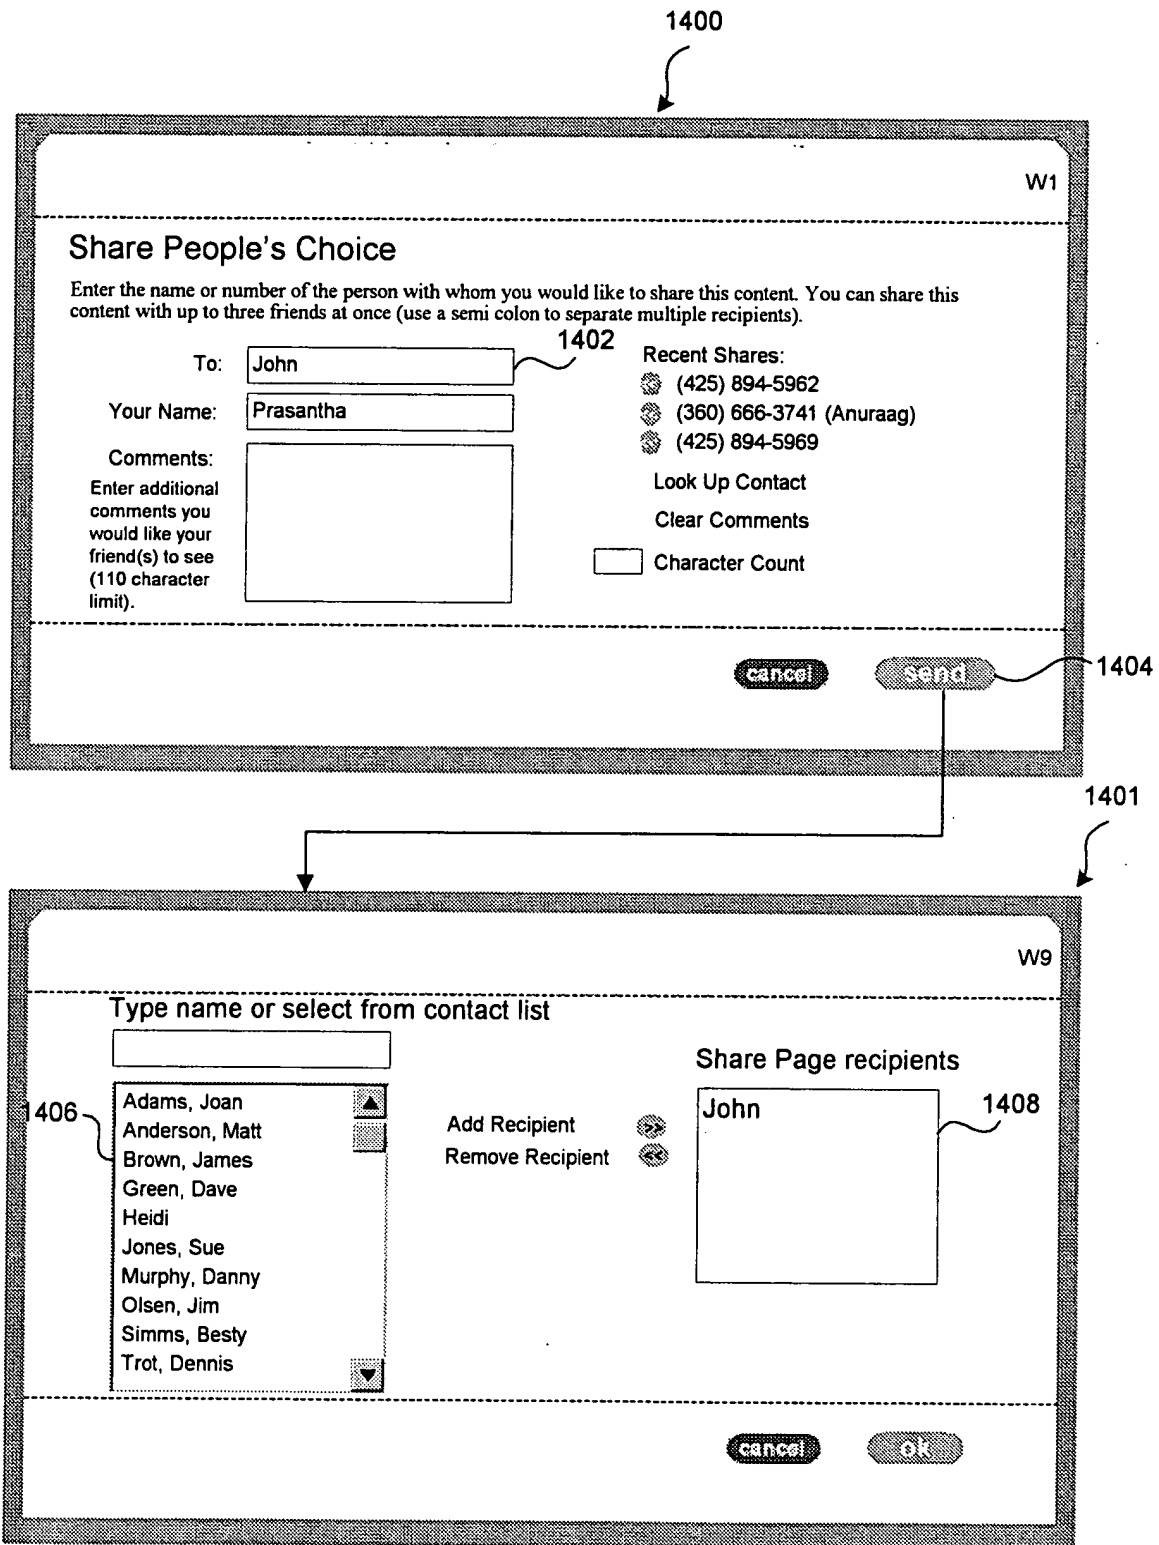 1400
W1
Share People's Choice
Enter the name or number of the person with whom you would like to share this content. You can share this
content with up to three friends at once (use a semi colon to separate multiple recipients).
1402
To:
John
Your Name:
Prasantha
Comments:
Enter additional
comments you
would like your
friend(s) to see
(110 character
limit).
Recent Shares:
(425) 894-5962
(360) 666-3741 (Anuraag)
(425) 894-5969
Look Up Contact
Clear Comments
Character Count
cancel
send
1404
1401
W9
Type name or select from contact list
1406
Adams, Joan
Anderson, Matt
Brown, James
Green, Dave
Heidi
Jones, Sue
Murphy, Danny
Olsen, Jim
Simms, Besty
Trot, Dennis
Add Recipient >>
Remove Recipient <<
Share Page recipients
John
1408
cancel
ok